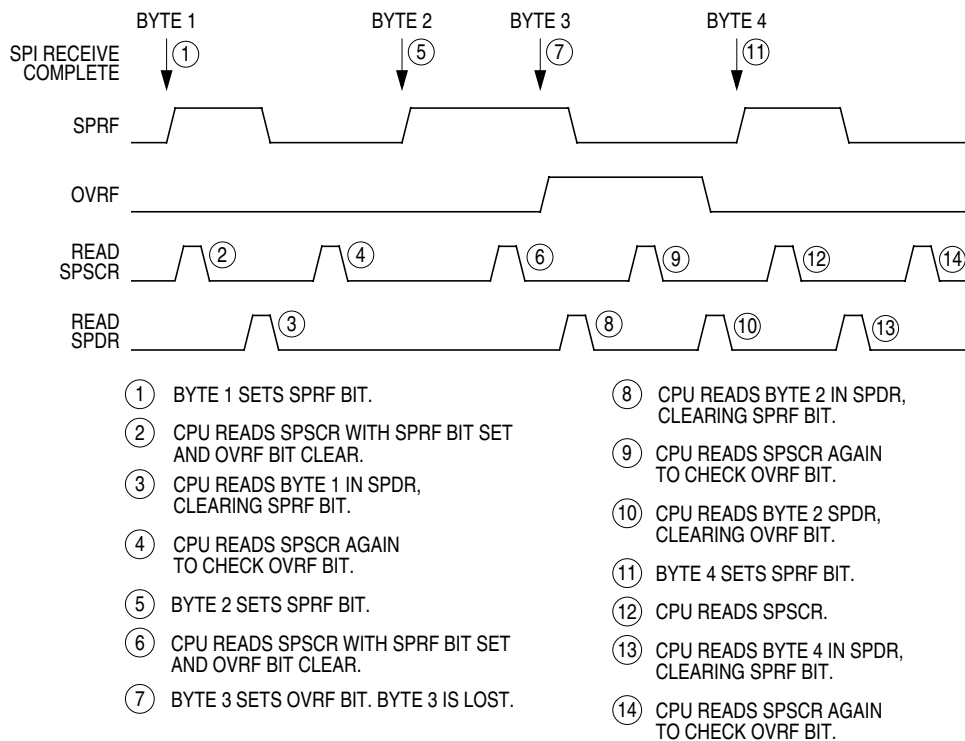 BYTE 1 BYTE 2 BYTE 3 BYTE 4
SPI RECEIVE
COMPLETE
1 5 7 11
SPRF
OVRF
READ
SPSCR
2 4 6 9 12 14
READ
SPDR
3 8 10 13
1 BYTE 1 SETS SPRF BIT.
2 CPU READS SPSCR WITH SPRF BIT SET
AND OVRF BIT CLEAR.
3 CPU READS BYTE 1 IN SPDR,
CLEARING SPRF BIT.
4 CPU READS SPSCR AGAIN
TO CHECK OVRF BIT.
5 BYTE 2 SETS SPRF BIT.
6 CPU READS SPSCR WITH SPRF BIT SET
AND OVRF BIT CLEAR.
7 BYTE 3 SETS OVRF BIT. BYTE 3 IS LOST.
8 CPU READS BYTE 2 IN SPDR,
CLEARING SPRF BIT.
9 CPU READS SPSCR AGAIN
TO CHECK OVRF BIT.
10 CPU READS BYTE 2 SPDR,
CLEARING OVRF BIT.
11 BYTE 4 SETS SPRF BIT.
12 CPU READS SPSCR.
13 CPU READS BYTE 4 IN SPDR,
CLEARING SPRF BIT.
14 CPU READS SPSCR AGAIN
TO CHECK OVRF BIT.